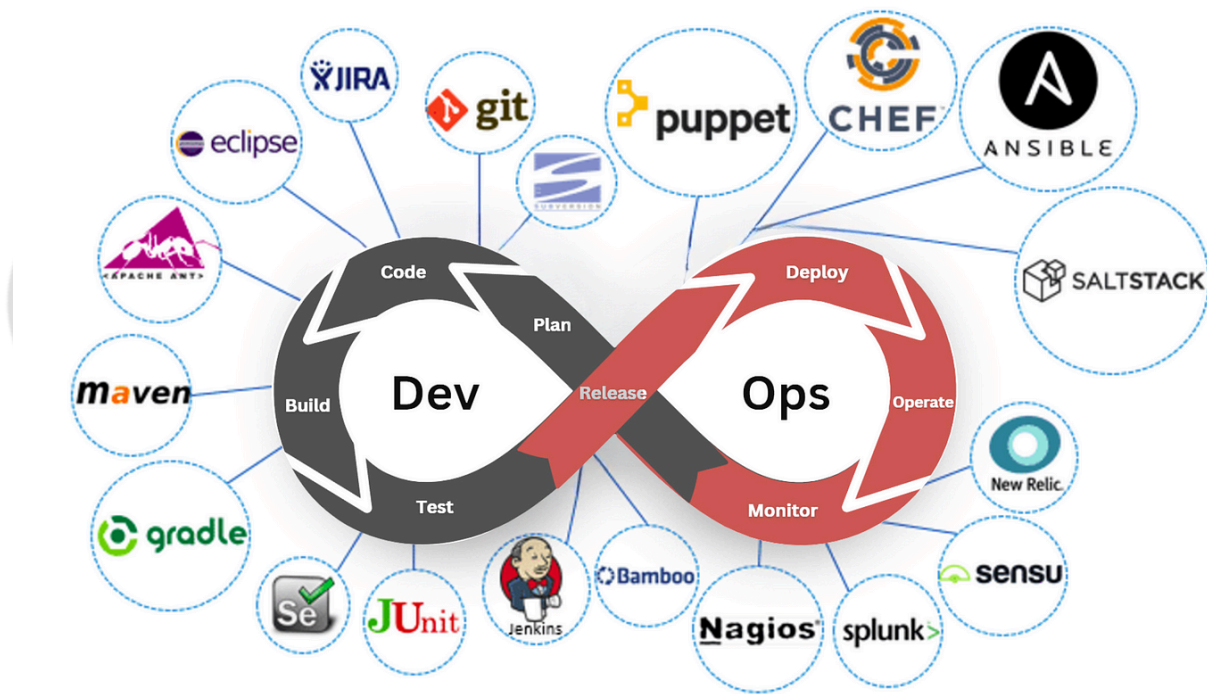 JIRA
git
puppet
CHEF™
ANSIBLE
eclipse
SUBVERSION
<APACHE ANT>
SALTSTACK
Code
Deploy
Plan
maven
Dev
Release
Ops
Build
Operate
New Relic.
Test
Monitor
gradle
Se
JUnit
Jenkins
Bamboo
Nagios®
splunk>
sensu